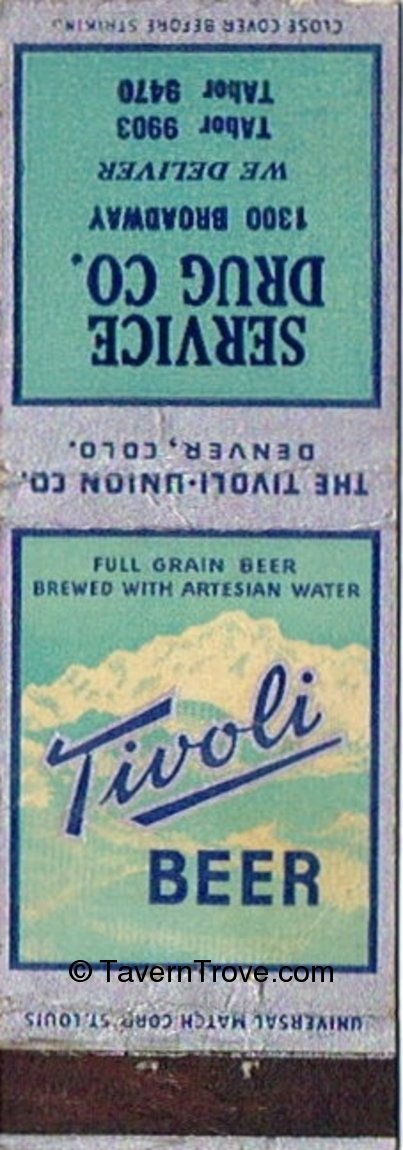 CLOSE COVER BEFORE STRIKING
SERVICE
DRUG CO.
1300 BROADWAY
WE DELIVER
TAbor 9903
TAbor 9470
THE TIVOLI-UNION CO.
DENVER, COLO.
FULL GRAIN BEER
BREWED WITH ARTESIAN WATER
Tivoli
BEER
© TavernTrove.com
UNIVERSAL MATCH CORP. ST. LOUIS